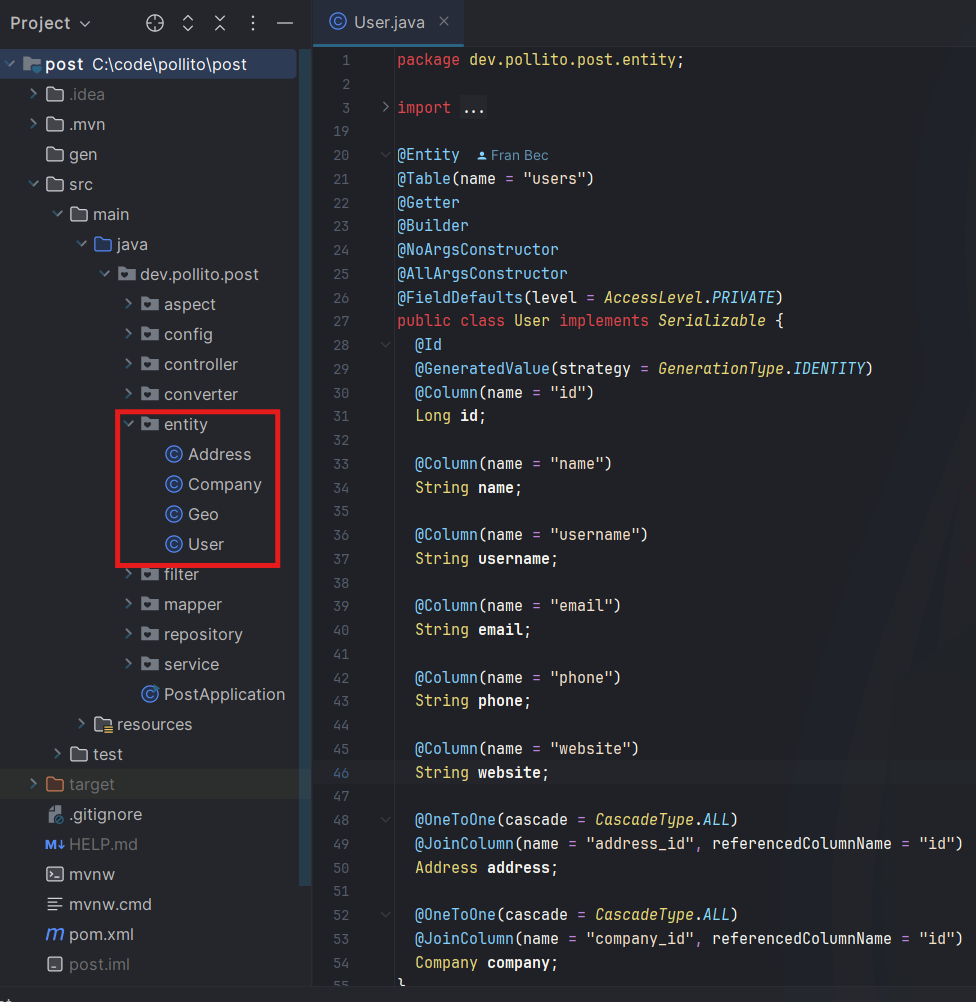 Project
post C:\code\pollito\post
.idea
.mvn
gen
src
main
java
dev.pollito.post
aspect
config
controller
converter
entity
Address
Company
Geo
User
filter
mapper
repository
service
PostApplication
resources
test
target
.gitignore
M↓ HELP.md
mvnw
mvnw.cmd
m pom.xml
post.iml
User.java
1 package dev.pollito.post.entity;
2
3 import ...
19
20 @Entity Fran Bec
21 @Table(name = "users")
22 @Getter
23 @Builder
24 @NoArgsConstructor
25 @AllArgsConstructor
26 @FieldDefaults(level = AccessLevel.PRIVATE)
27 public class User implements Serializable {
28 @Id
29 @GeneratedValue(strategy = GenerationType.IDENTITY)
30 @Column(name = "id")
31 Long id;
32
33 @Column(name = "name")
34 String name;
35
36 @Column(name = "username")
37 String username;
38
39 @Column(name = "email")
40 String email;
41
42 @Column(name = "phone")
43 String phone;
44
45 @Column(name = "website")
46 String website;
47
48 @OneToOne(cascade = CascadeType.ALL)
49 @JoinColumn(name = "address_id", referencedColumnName = "id")
50 Address address;
51
52 @OneToOne(cascade = CascadeType.ALL)
53 @JoinColumn(name = "company_id", referencedColumnName = "id")
54 Company company;
55 }